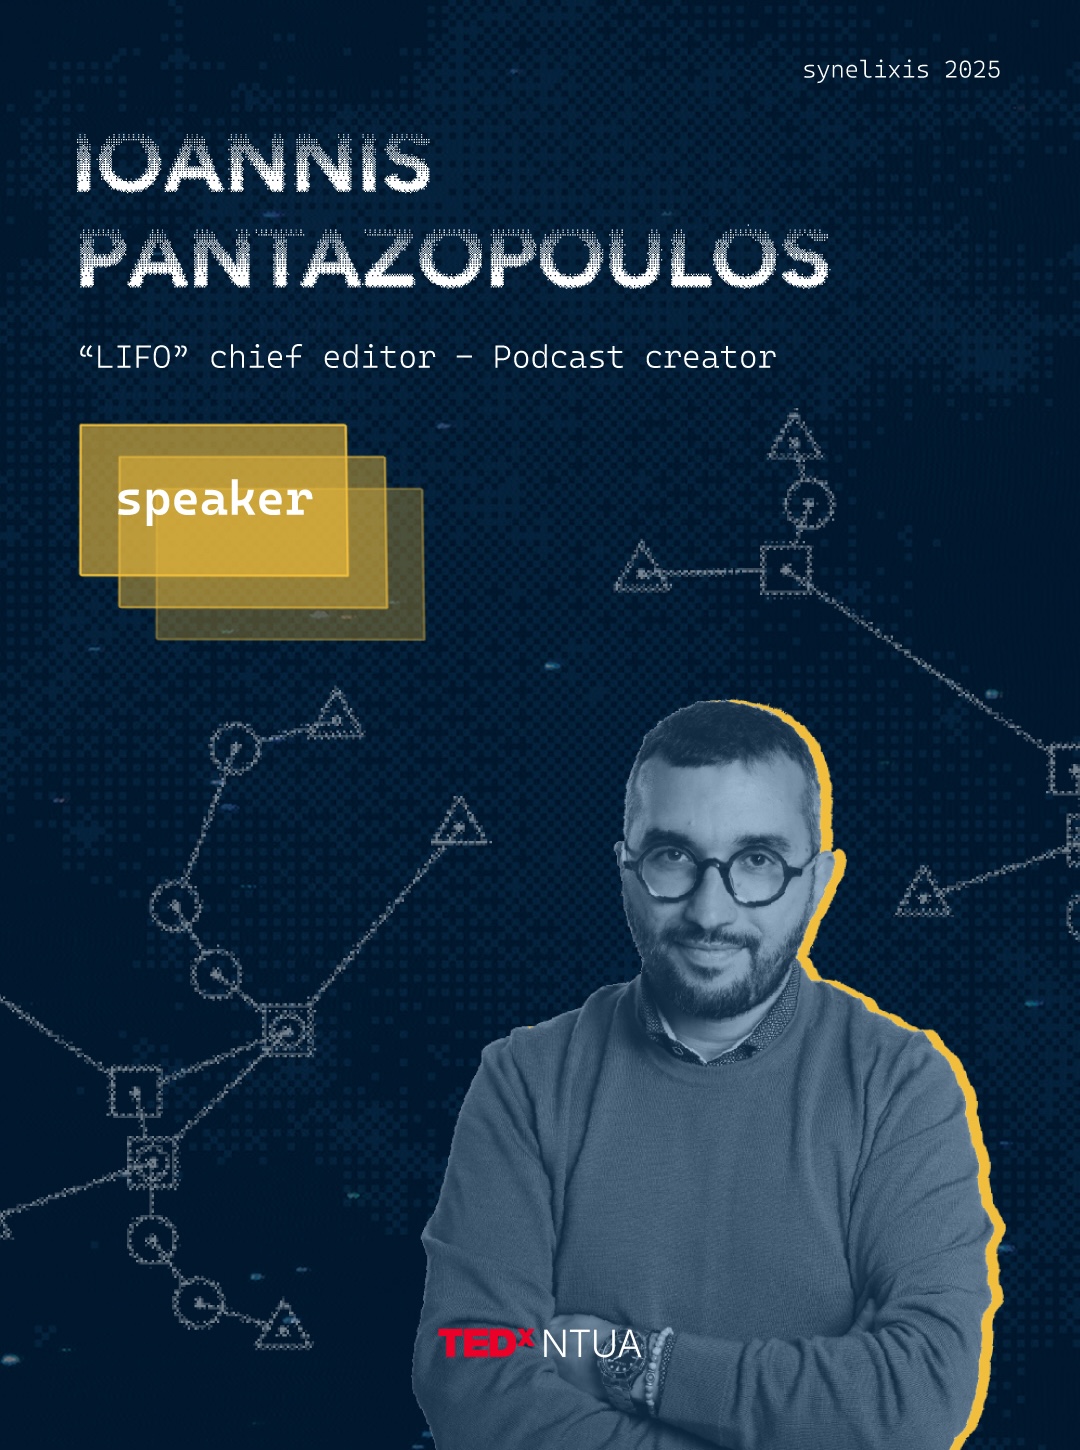 synelixis 2025
IOANNIS
PANTAZOPOULOS
“LIFO” chief editor – Podcast creator
speaker
TEDx NTUA